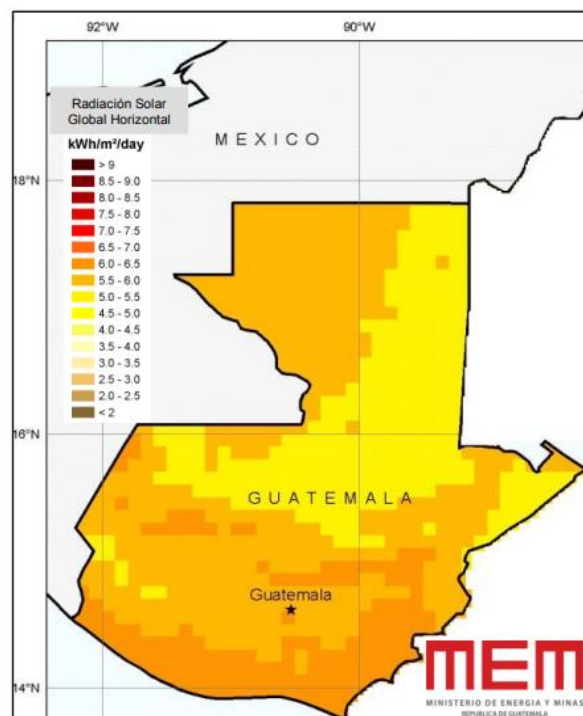 92°W
90°W
Radiación Solar
Global Horizontal
kWh/m²/day
> 9
8.5 - 9.0
8.0 - 8.5
7.5 - 8.0
7.0 - 7.5
6.5 - 7.0
6.0 - 6.5
5.5 - 6.0
5.0 - 5.5
4.5 - 5.0
4.0 - 4.5
3.5 - 4.0
3.0 - 3.5
2.5 - 3.0
2.0 - 2.5
< 2
MEXICO
18°N
16°N
GUATEMALA
Guatemala
14°N
MEM
MINISTERIO DE ENERGIA Y MINAS
REPUBLICA DE GUATEMALA